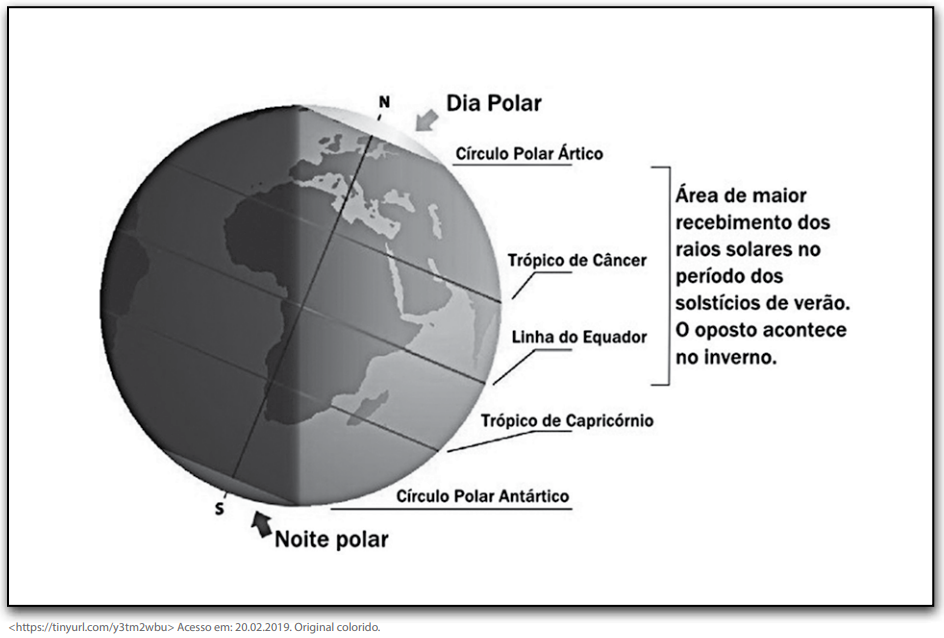 N
Dia Polar
Círculo Polar Ártico
Área de maior
recebimento dos
raios solares no
período dos
solstícios de verão.
O oposto acontece
no inverno.
Trópico de Câncer
Linha do Equador
Trópico de Capricórnio
Círculo Polar Antártico
S
Noite polar
<https://tinyurl.com/y3tm2wbu> Acesso em: 20.02.2019. Original colorido.